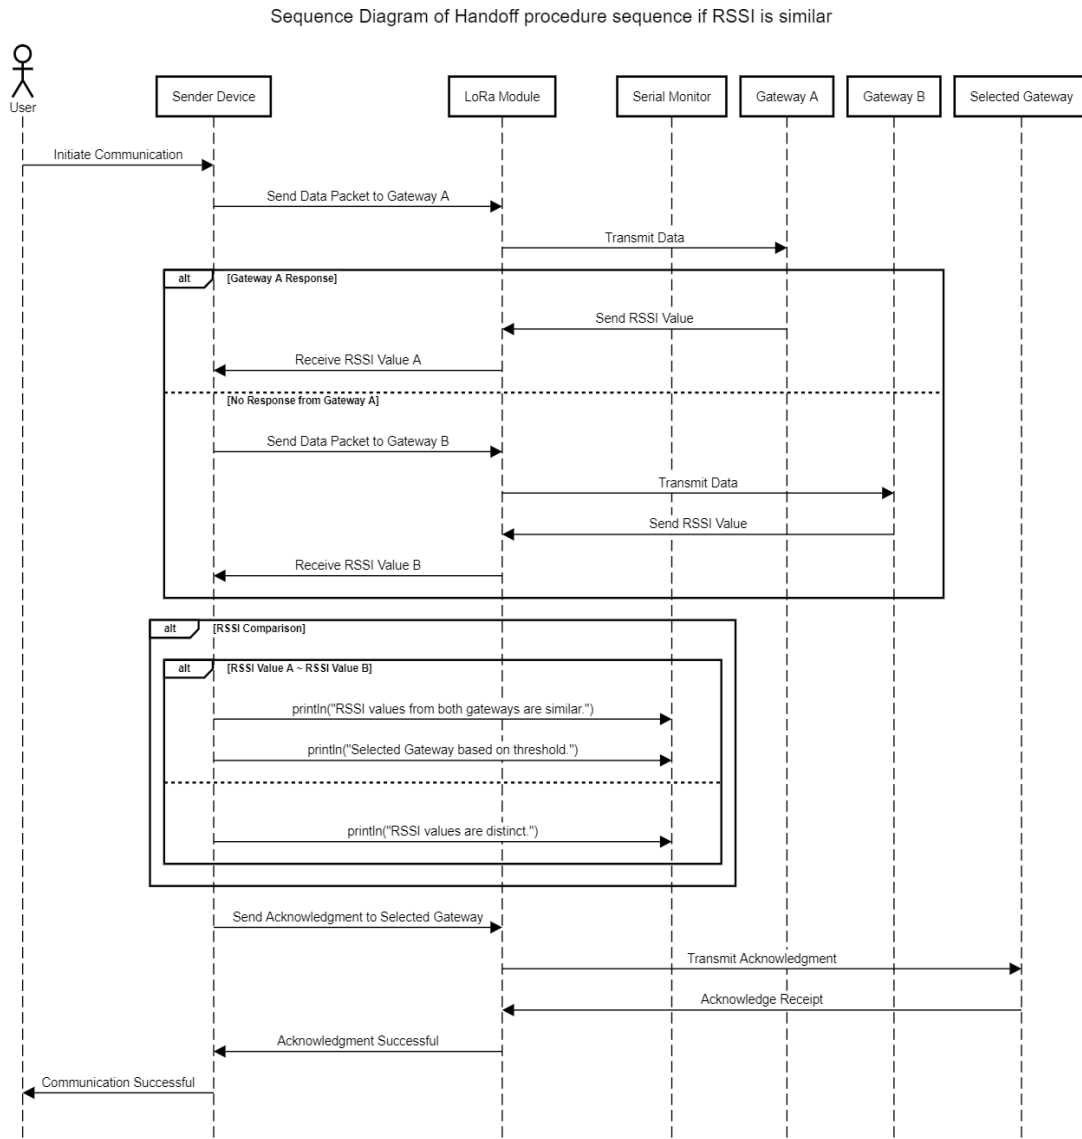 Sequence Diagram of Handoff procedure sequence if RSSI is similar
User
Sender Device
LoRa Module
Serial Monitor
Gateway A
Gateway B
Selected Gateway
Initiate Communication
Send Data Packet to Gateway A
Transmit Data
alt
[Gateway A Response]
Send RSSI Value
Receive RSSI Value A
[No Response from Gateway A]
Send Data Packet to Gateway B
Transmit Data
Send RSSI Value
Receive RSSI Value B
alt
[RSSI Comparison]
alt
[RSSI Value A ~ RSSI Value B]
println("RSSI values from both gateways are similar.")
println("Selected Gateway based on threshold.")
println("RSSI values are distinct.")
Send Acknowledgment to Selected Gateway
Transmit Acknowledgment
Acknowledge Receipt
Acknowledgment Successful
Communication Successful